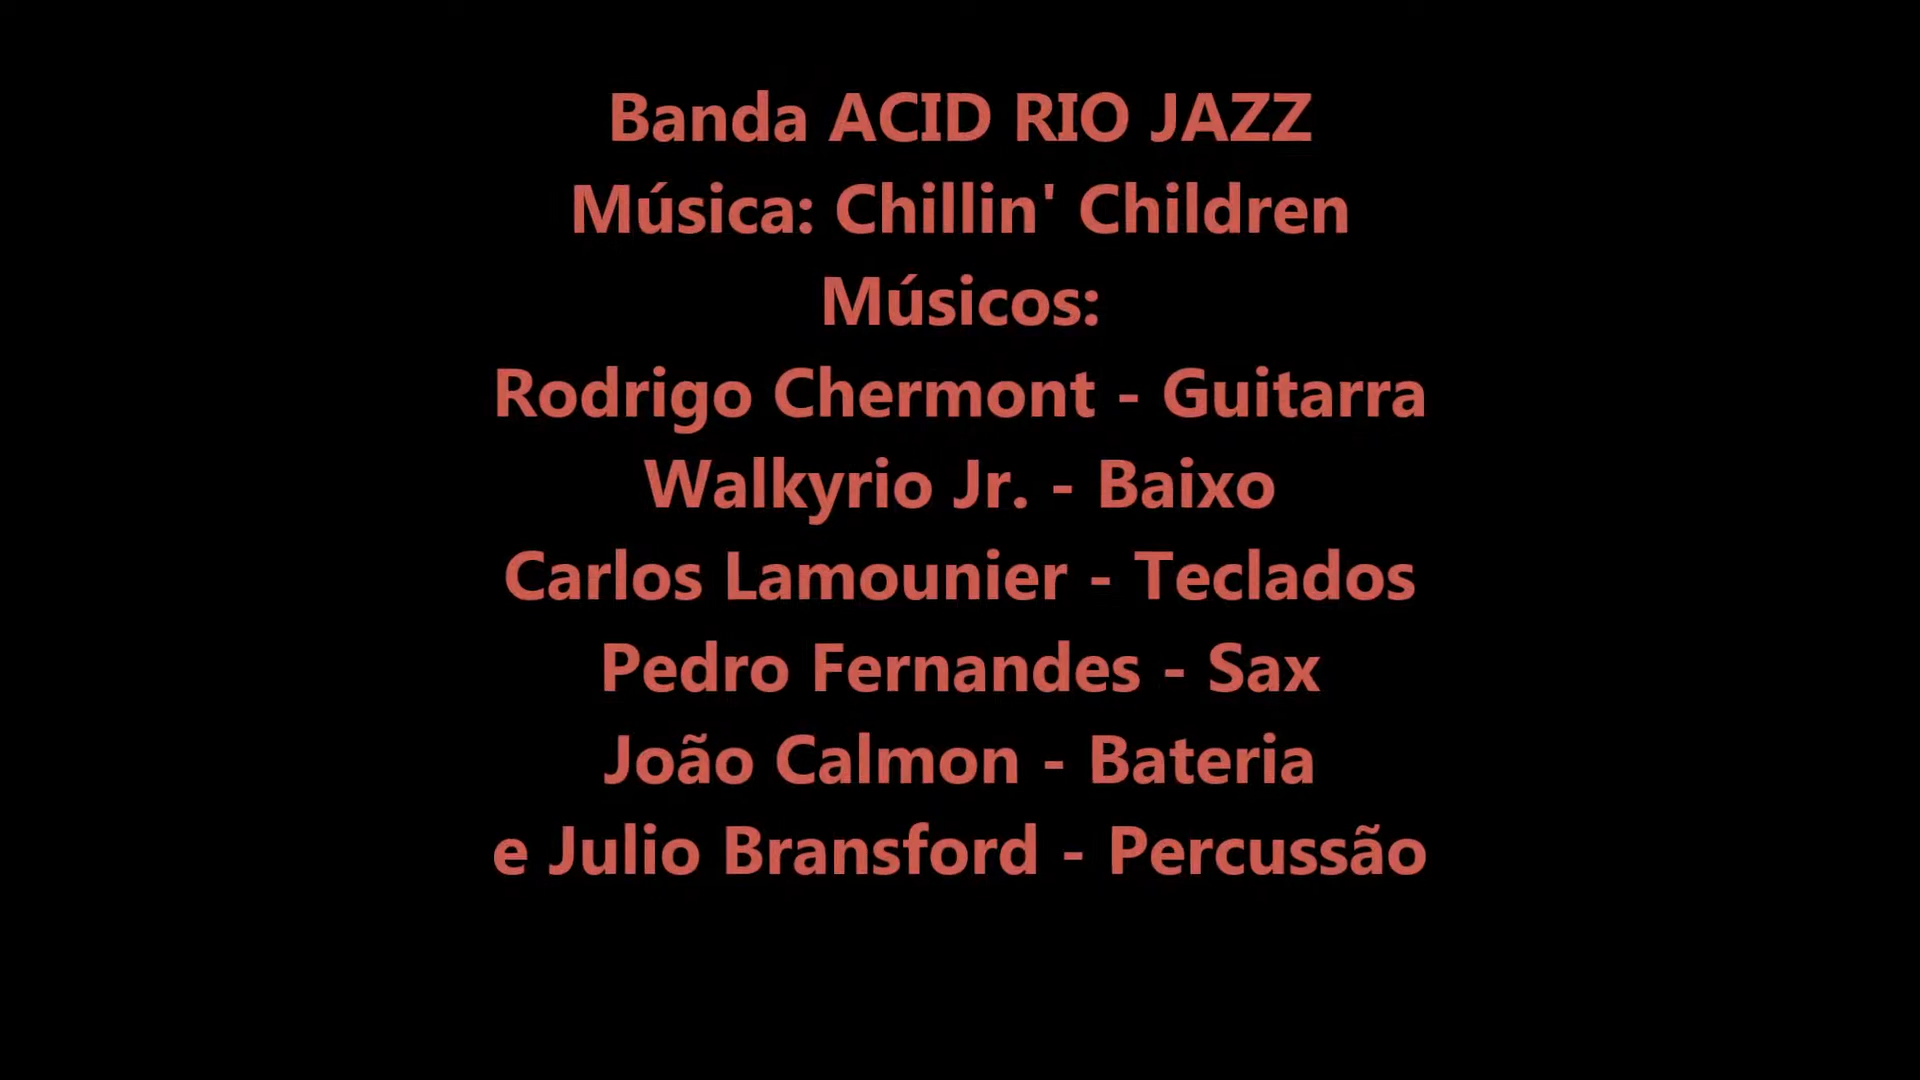 Banda ACID RIO JAZZ
Música: Chillin' Children
Músicos:
Rodrigo Chermont - Guitarra
Walkyrio Jr. - Baixo
Carlos Lamounier - Teclados
Pedro Fernandes - Sax
João Calmon - Bateria
e Julio Bransford - Percussão